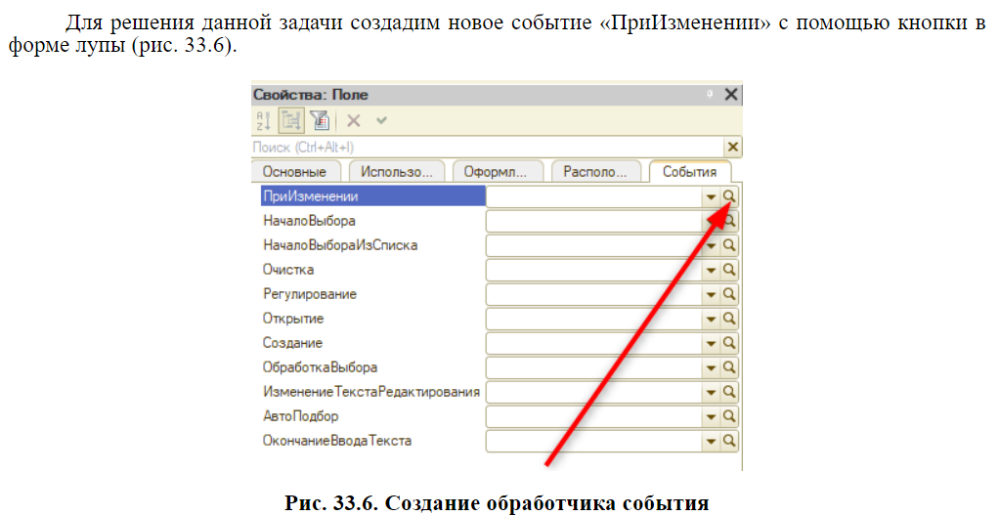 Для решения данной задачи создадим новое событие «ПриИзменении» с помощью кнопки в
форме лупы (рис. 33.6).
Свойства: Поле
Поиск (Ctrl+Alt+I)
Основные Использо... Оформл... Располо... События
ПриИзменении
НачалоВыбора
НачалоВыбораИзСписка
Очистка
Регулирование
Открытие
Создание
ОбработкаВыбора
ИзменениеТекстаРедактирования
АвтоПодбор
ОкончаниеВводаТекста
Рис. 33.6. Создание обработчика события